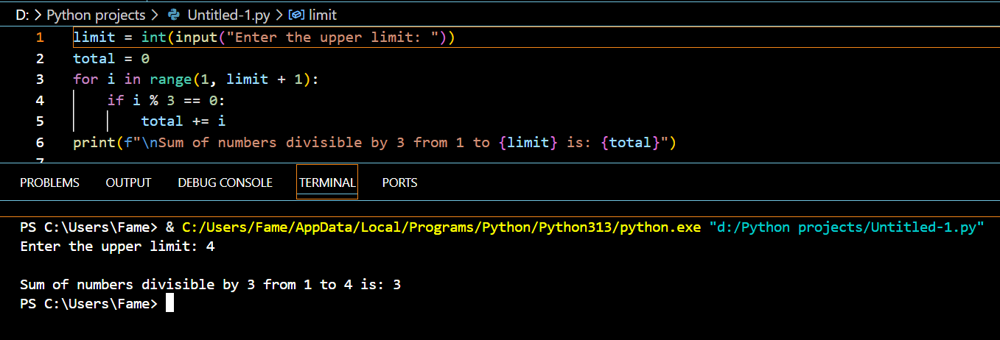 D: > Python projects > Untitled-1.py > limit
1 limit = int(input("Enter the upper limit: "))
2 total = 0
3 for i in range(1, limit + 1):
4     if i % 3 == 0:
5         total += i
6 print(f"\nSum of numbers divisible by 3 from 1 to {limit} is: {total}")
7
PROBLEMS OUTPUT DEBUG CONSOLE TERMINAL PORTS
PS C:\Users\Fame> & C:/Users/Fame/AppData/Local/Programs/Python/Python313/python.exe "d:/Python projects/Untitled-1.py"
Enter the upper limit: 4
Sum of numbers divisible by 3 from 1 to 4 is: 3
PS C:\Users\Fame>